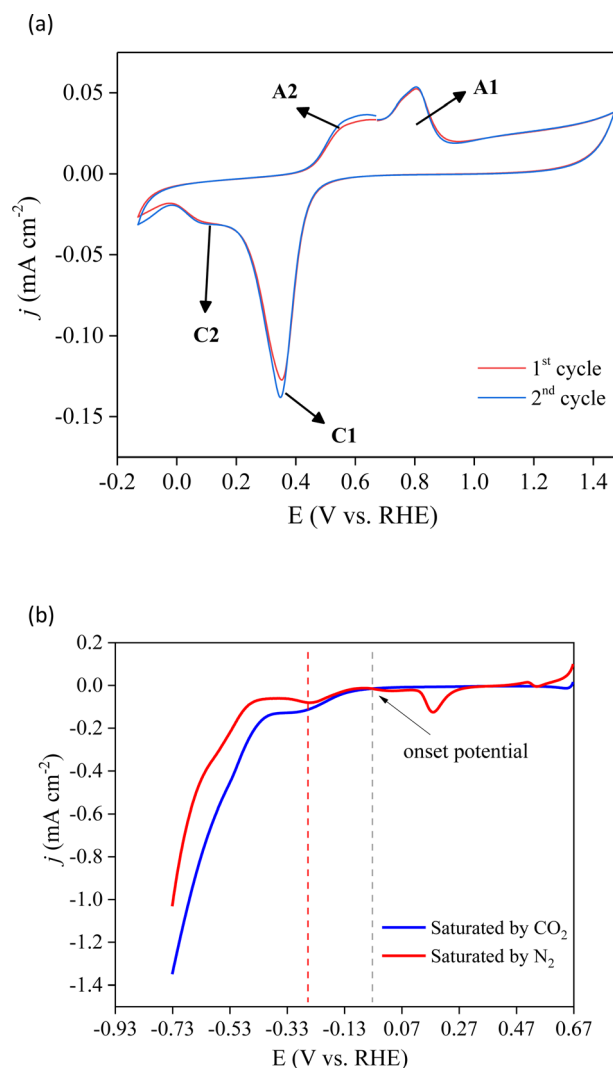 (a)
A2
A1
0.05
0.00
-0.05
-0.10
-0.15
j (mA cm⁻²)
C2
C1
1ˢᵗ cycle
2ⁿᵈ cycle
-0.2 0.0 0.2 0.4 0.6 0.8 1.0 1.2 1.4
E (V vs. RHE)
(b)
0.2
0.0
-0.2
-0.4
-0.6
-0.8
-1.0
-1.2
-1.4
j (mA cm⁻²)
onset potential
Saturated by CO₂
Saturated by N₂
-0.93 -0.73 -0.53 -0.33 -0.13 0.07 0.27 0.47 0.67
E (V vs. RHE)